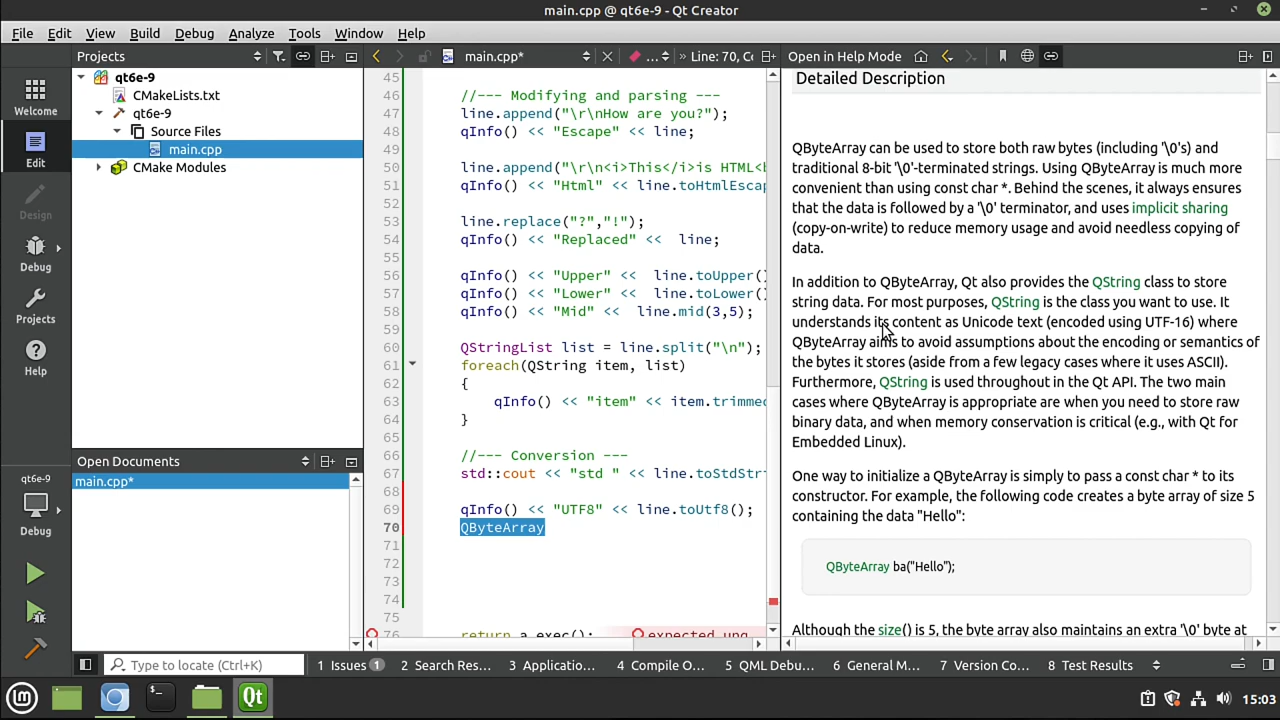 main.cpp @ qt6e-9 - Qt Creator
File Edit View Build Debug Analyze Tools Window Help
Projects
main.cpp*
... » Line: 70, Co
Open in Help Mode
Welcome
Edit
Design
Debug
Projects
Help
qt6e-9
Debug
qt6e-9
CMakeLists.txt
qt6e-9
Source Files
main.cpp
CMake Modules
Open Documents
main.cpp*
45
46 //--- Modifying and parsing ---
47 line.append("\r\nHow are you?");
48 qInfo() << "Escape" << line;
49
50 line.append("\r\n<i>This</i>is HTML<b
51 qInfo() << "Html" << line.toHtmlEscap
52
53 line.replace("?","!");
54 qInfo() << "Replaced" << line;
55
56 qInfo() << "Upper" << line.toUpper()
57 qInfo() << "Lower" << line.toLower()
58 qInfo() << "Mid" << line.mid(3,5);
59
60 QStringList list = line.split("\n");
61 foreach(QString item, list)
62 {
63 qInfo() << "item" << item.trimmed
64 }
65
66 //--- Conversion ---
67 std::cout << "std " << line.toStdStri
68
69 qInfo() << "UTF8" << line.toUtf8();
70 QByteArray
71
72
73
74
75
76 return a.exec(); expected unq
Detailed Description
QByteArray can be used to store both raw bytes (including '\0's) and
traditional 8-bit '\0'-terminated strings. Using QByteArray is much more
convenient than using const char *. Behind the scenes, it always ensures
that the data is followed by a '\0' terminator, and uses implicit sharing
(copy-on-write) to reduce memory usage and avoid needless copying of
data.
In addition to QByteArray, Qt also provides the QString class to store
string data. For most purposes, QString is the class you want to use. It
understands its content as Unicode text (encoded using UTF-16) where
QByteArray aims to avoid assumptions about the encoding or semantics of
the bytes it stores (aside from a few legacy cases where it uses ASCII).
Furthermore, QString is used throughout in the Qt API. The two main
cases where QByteArray is appropriate are when you need to store raw
binary data, and when memory conservation is critical (e.g., with Qt for
Embedded Linux).
One way to initialize a QByteArray is simply to pass a const char * to its
constructor. For example, the following code creates a byte array of size 5
containing the data "Hello":
QByteArray ba("Hello");
Although the size() is 5, the byte array also maintains an extra '\0' byte at
Type to locate (Ctrl+K)
1 Issues 1
2 Search Res...
3 Applicatio...
4 Compile O...
5 QML Debu...
6 General M...
7 Version Co...
8 Test Results
Qt
15:03